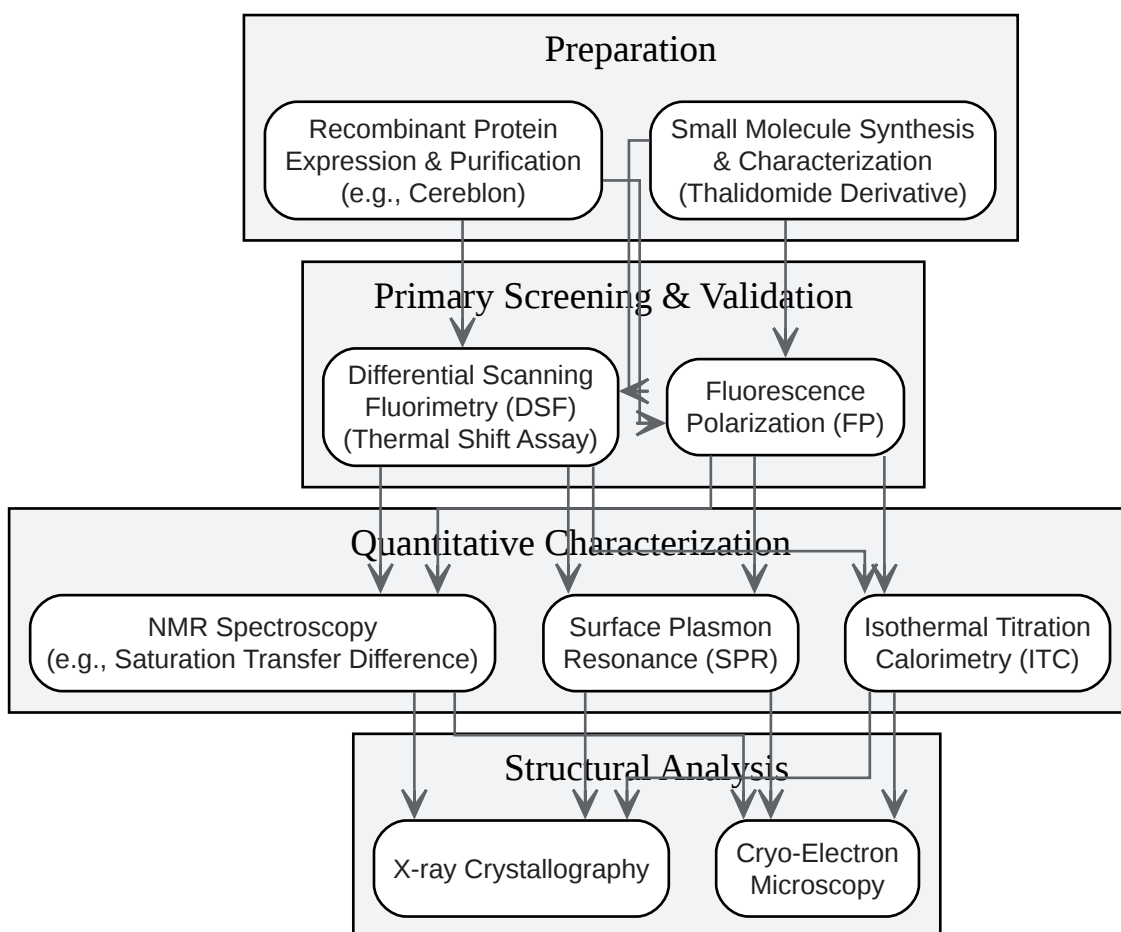 Preparation
Recombinant Protein
Expression & Purification
(e.g., Cereblon)
Small Molecule Synthesis
& Characterization
(Thalidomide Derivative)
Primary Screening & Validation
Differential Scanning
Fluorimetry (DSF)
(Thermal Shift Assay)
Fluorescence
Polarization (FP)
Quantitative Characterization
NMR Spectroscopy
(e.g., Saturation Transfer Difference)
Surface Plasmon
Resonance (SPR)
Isothermal Titration
Calorimetry (ITC)
Structural Analysis
X-ray Crystallography
Cryo-Electron
Microscopy